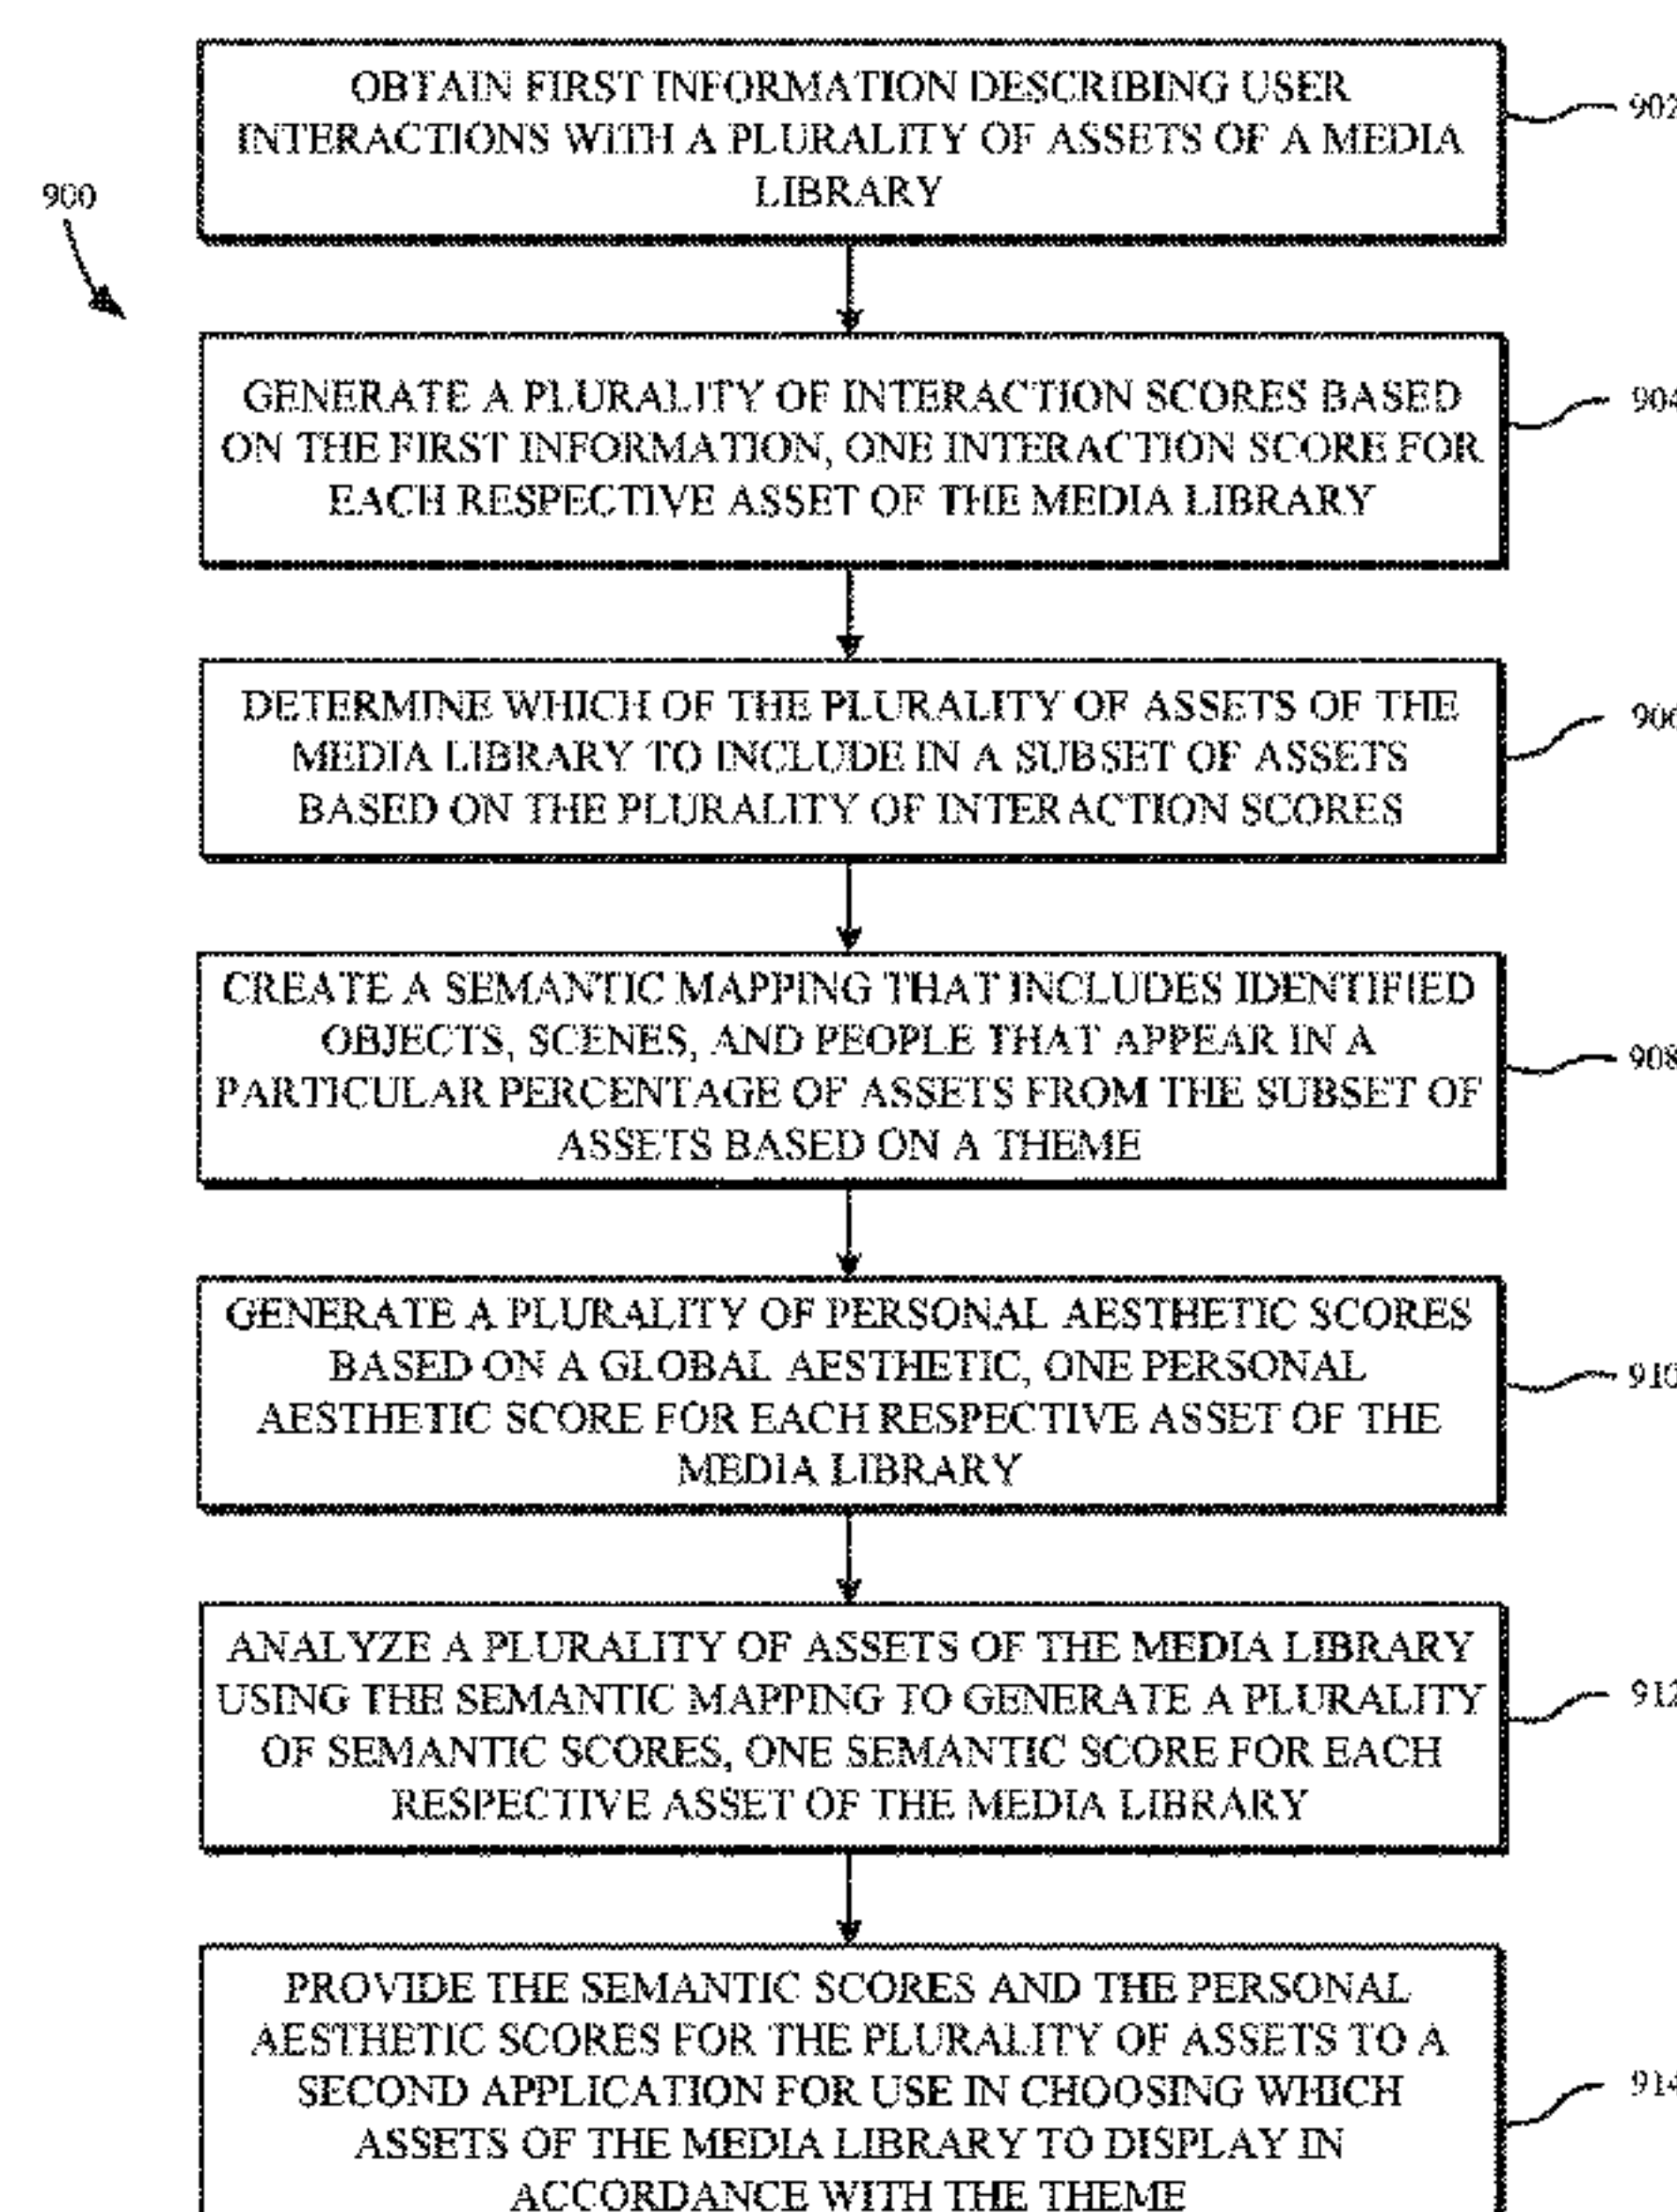 OBTAIN FIRST INFORMATION DESCRIBING USER
INTERACTIONS WITH A PLURALITY OF ASSETS OF A MEDIA
LIBRARY
902
900
GENERATE A PLURALITY OF INTERACTION SCORES BASED
ON THE FIRST INFORMATION, ONE INTERACTION SCORE FOR
EACH RESPECTIVE ASSET OF THE MEDIA LIBRARY
904
DETERMINE WHICH OF THE PLURALITY OF ASSETS OF THE
MEDIA LIBRARY TO INCLUDE IN A SUBSET OF ASSETS
BASED ON THE PLURALITY OF INTERACTION SCORES
906
CREATE A SEMANTIC MAPPING THAT INCLUDES IDENTIFIED
OBJECTS, SCENES, AND PEOPLE THAT APPEAR IN A
PARTICULAR PERCENTAGE OF ASSETS FROM THE SUBSET OF
ASSETS BASED ON A THEME
908
GENERATE A PLURALITY OF PERSONAL AESTHETIC SCORES
BASED ON A GLOBAL AESTHETIC, ONE PERSONAL
AESTHETIC SCORE FOR EACH RESPECTIVE ASSET OF THE
MEDIA LIBRARY
910
ANALYZE A PLURALITY OF ASSETS OF THE MEDIA LIBRARY
USING THE SEMANTIC MAPPING TO GENERATE A PLURALITY
OF SEMANTIC SCORES, ONE SEMANTIC SCORE FOR EACH
RESPECTIVE ASSET OF THE MEDIA LIBRARY
912
PROVIDE THE SEMANTIC SCORES AND THE PERSONAL
AESTHETIC SCORES FOR THE PLURALITY OF ASSETS TO A
SECOND APPLICATION FOR USE IN CHOOSING WHICH
ASSETS OF THE MEDIA LIBRARY TO DISPLAY IN
ACCORDANCE WITH THE THEME
914